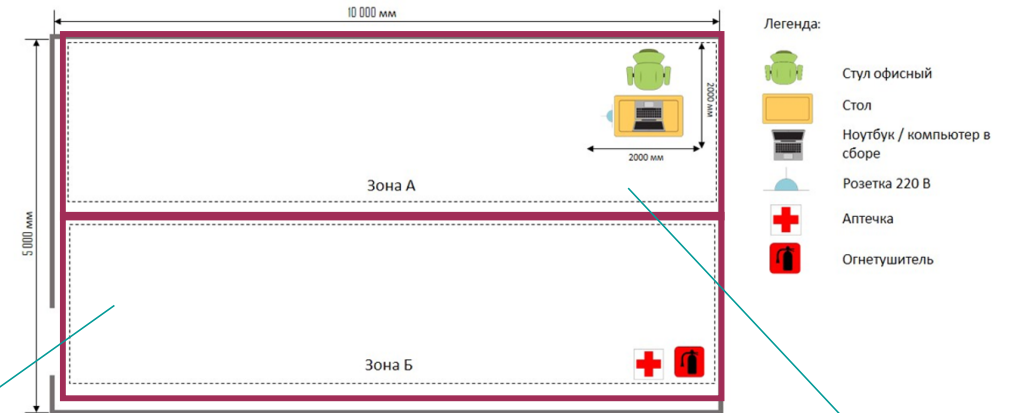 10 000 мм
Легенда:
Стул офисный
2000 мм
Стол
Ноутбук / компьютер в
сборе
2000 мм
Зона А
Розетка 220 В
Аптечка
5 000 мм
Огнетушитель
Зона Б